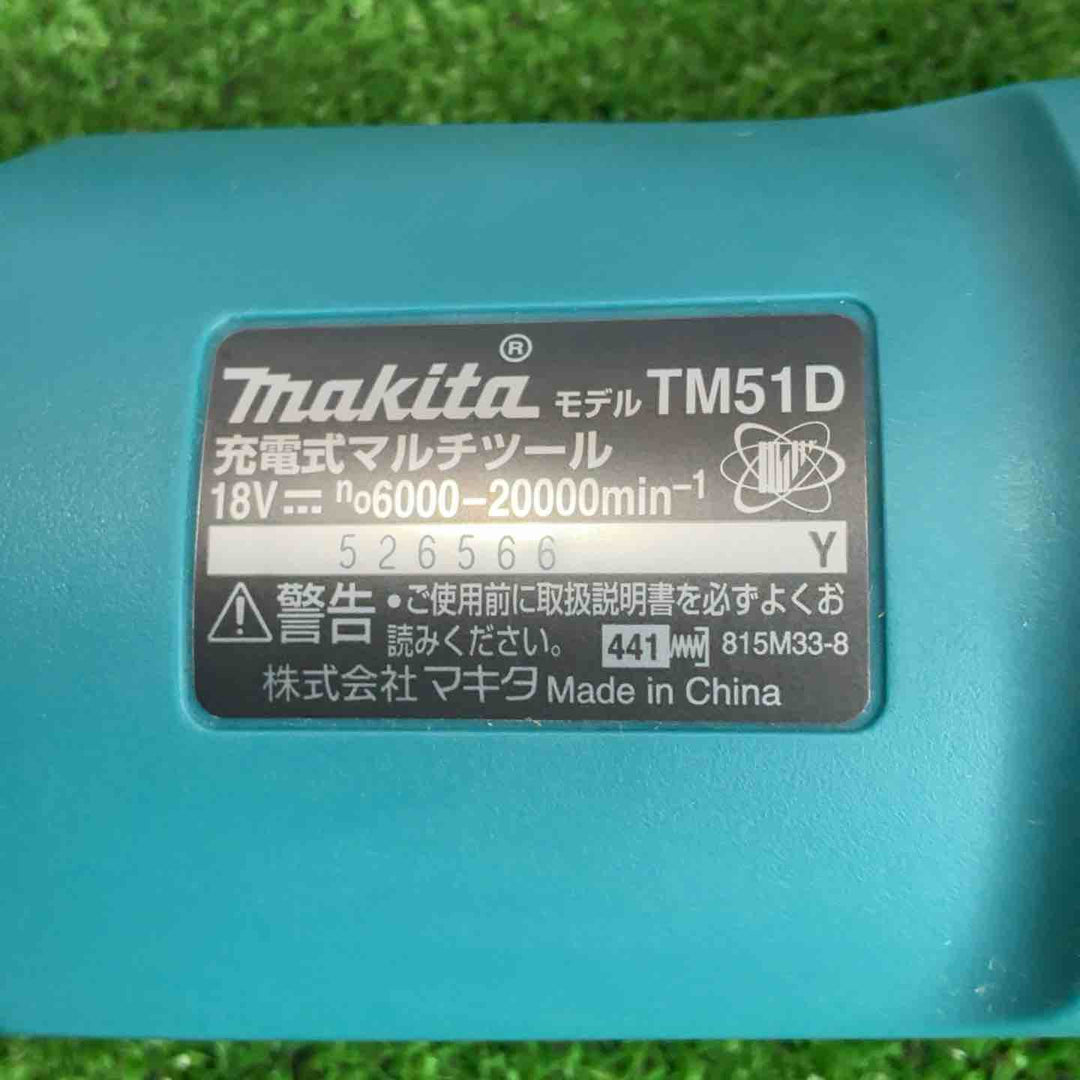 makita® モデル TM51D
充電式マルチツール
18V⎓ n₀6000-20000min⁻¹
526566 Y
⚠警告 •ご使用前に取扱説明書を必ずよくお
読みください。 441 815M33-8
株式会社 マキタ Made in China